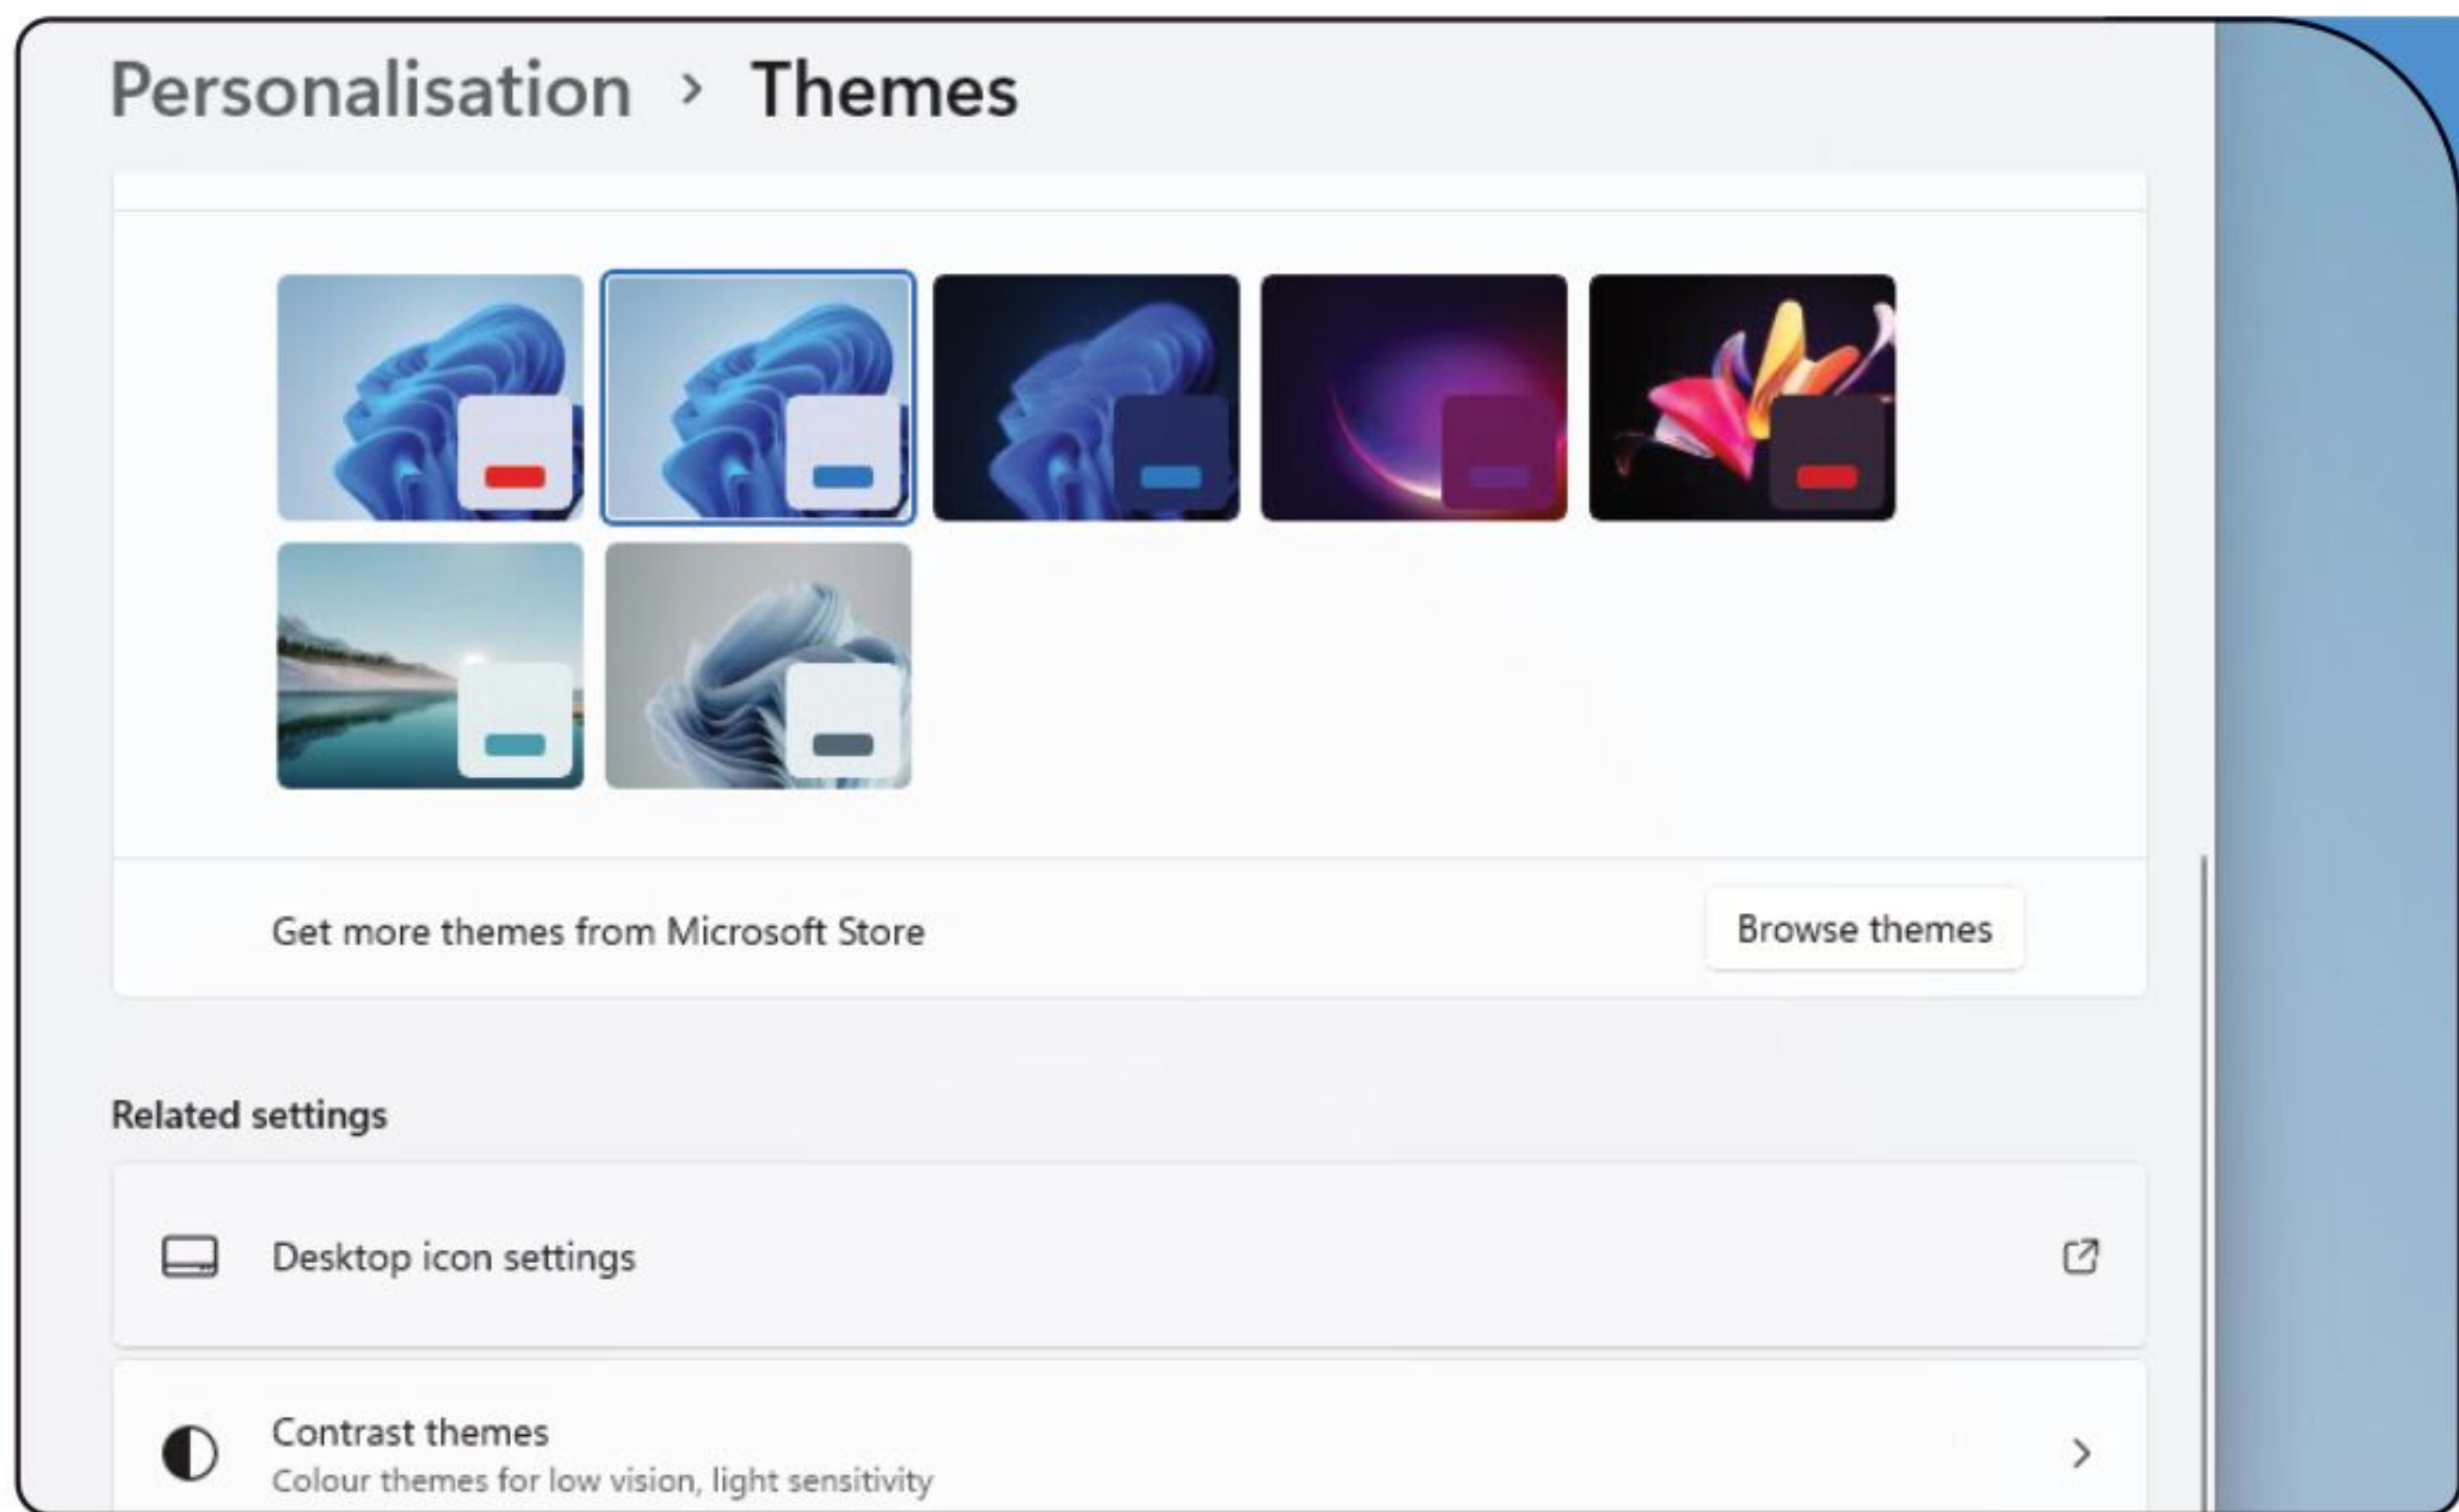 Personalisation > Themes
Get more themes from Microsoft Store
Browse themes
Related settings
Desktop icon settings
Contrast themes
Colour themes for low vision, light sensitivity